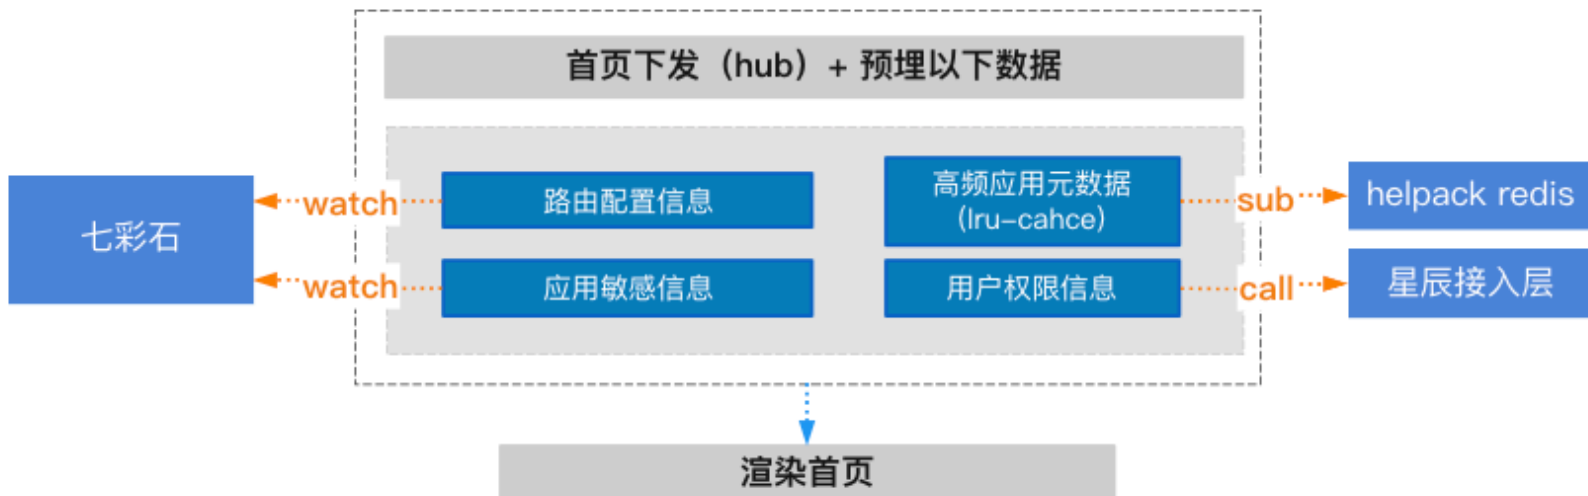 首页下发（hub）+ 预埋以下数据
七彩石
watch
路由配置信息
高频应用元数据
(lru-cahce)
sub
helpack redis
watch
应用敏感信息
用户权限信息
call
星辰接入层
渲染首页